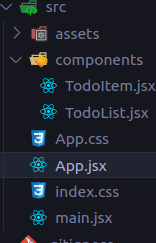 src
assets
components
TodoItem.jsx
TodoList.jsx
App.css
App.jsx
index.css
main.jsx